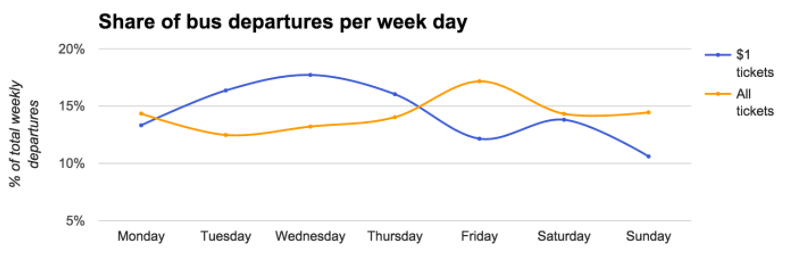 Share of bus departures per week day
% of total weekly
departures
20%
15%
10%
5%
Monday Tuesday Wednesday Thursday Friday Saturday Sunday
$1
tickets
All
tickets